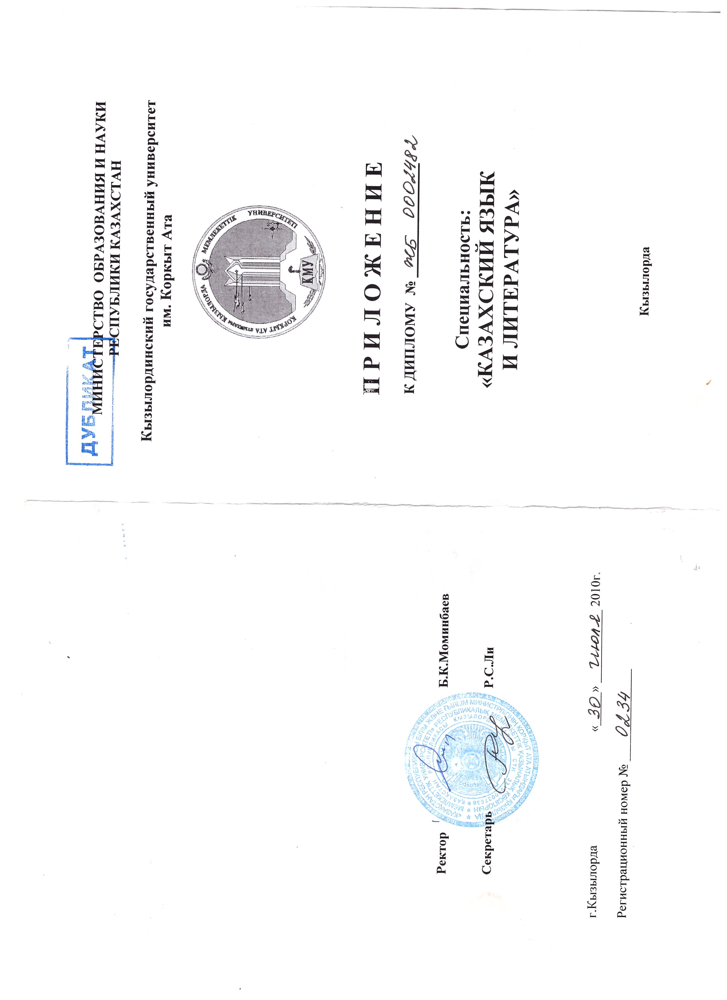 ДУБЛИКАТ
МИНИСТЕРСТВО ОБРАЗОВАНИЯ И НАУКИ
РЕСПУБЛИКИ КАЗАХСТАН
Кызылординский государственный университет
им. Коркыт Ата
ҚОРҚЫТ АТА атындағы ҚЫЗЫЛОРДА МЕМЛЕКЕТТІК УНИВЕРСИТЕТІ
ҚМУ
ПРИЛОЖЕНИЕ
К ДИПЛОМУ № ЖБ 0002482
Специальность:
«КАЗАХСКИЙ ЯЗЫК
И ЛИТЕРАТУРА»
Кызылорда
Ректор Б.К.Моминбаев
Секретарь Р.С.Ли
г.Кызылорда « 30 » июля 2010г.
Регистрационный номер № 0234